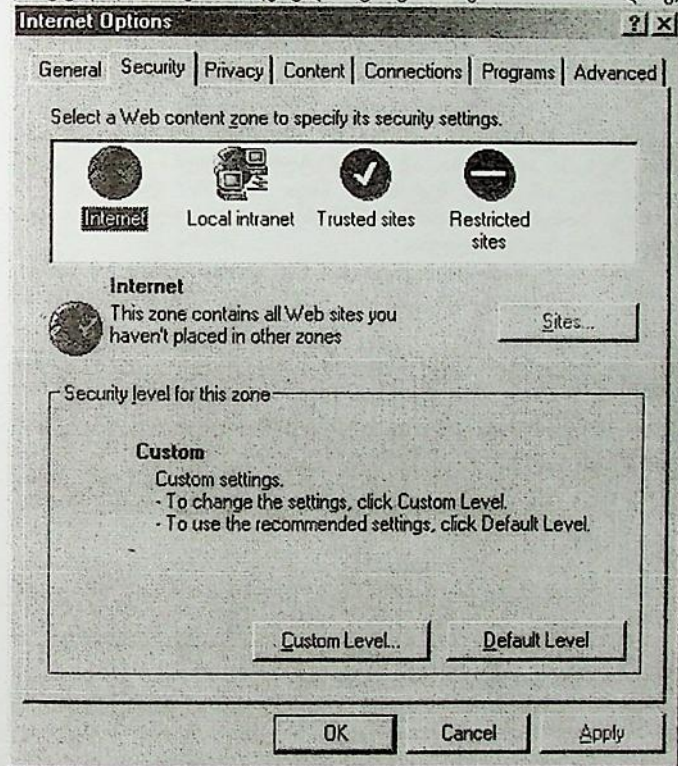 Internet Options
General Security Privacy Content Connections Programs Advanced
Select a Web content zone to specify its security settings.
Internet Local intranet Trusted sites Restricted sites
Internet
This zone contains all Web sites you
haven't placed in other zones
Sites...
Security level for this zone
Custom
Custom settings.
- To change the settings, click Custom Level.
- To use the recommended settings, click Default Level.
Custom Level... Default Level
OK Cancel Apply